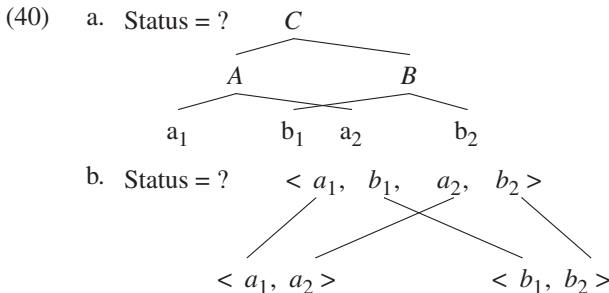 (40) a. Status = ? C
A B
a₁ b₁ a₂ b₂
b. Status = ? < a₁, b₁, a₂, b₂ >
< a₁, a₂ > < b₁, b₂ >